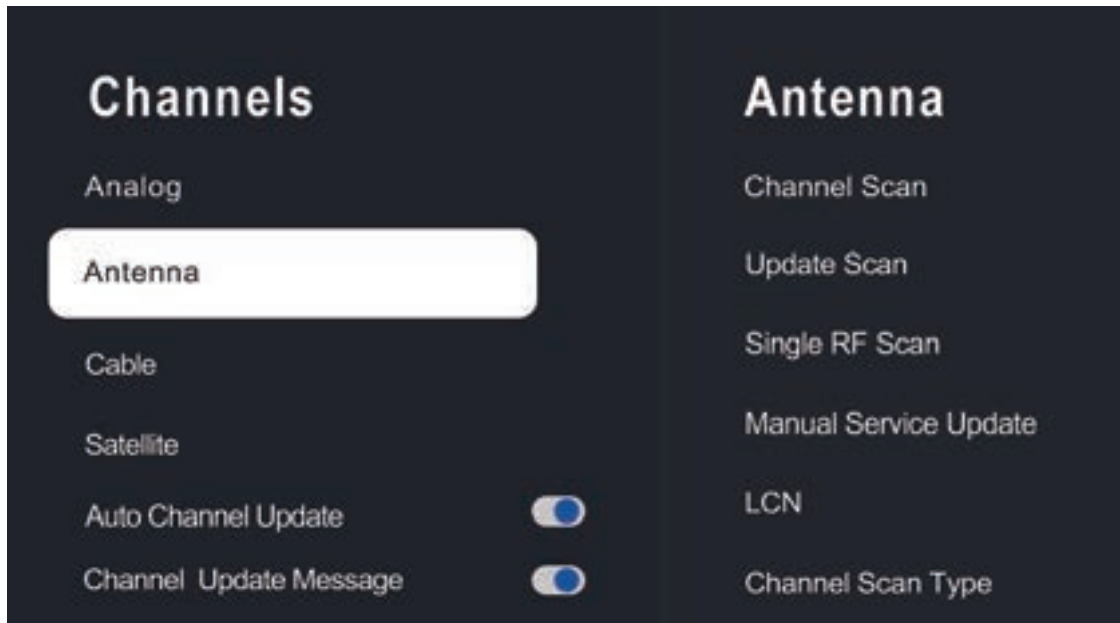 Channels
Analog
Antenna
Cable
Satellite
Auto Channel Update
Channel Update Message
Antenna
Channel Scan
Update Scan
Single RF Scan
Manual Service Update
LCN
Channel Scan Type